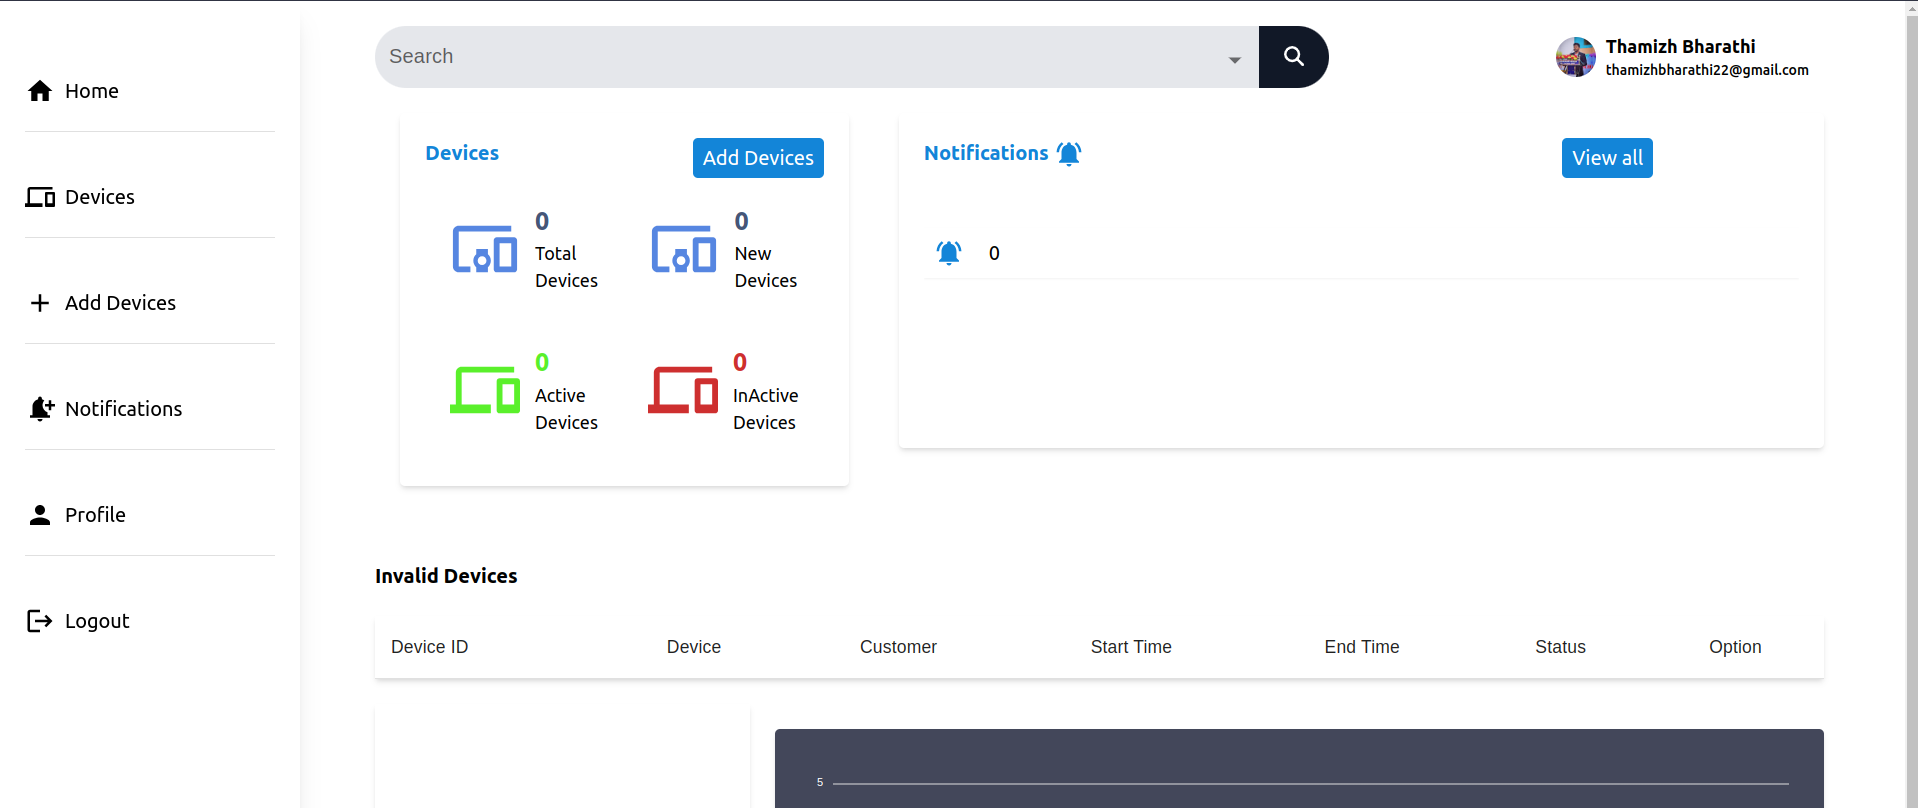 Home
Devices
Add Devices
Notifications
Profile
Logout
Search
Thamizh Bharathi
thamizhbharathi22@gmail.com
Devices
Add Devices
0
Total
Devices
0
New
Devices
0
Active
Devices
0
InActive
Devices
Notifications
View all
0
Invalid Devices
Device ID Device Customer Start Time End Time Status Option
5